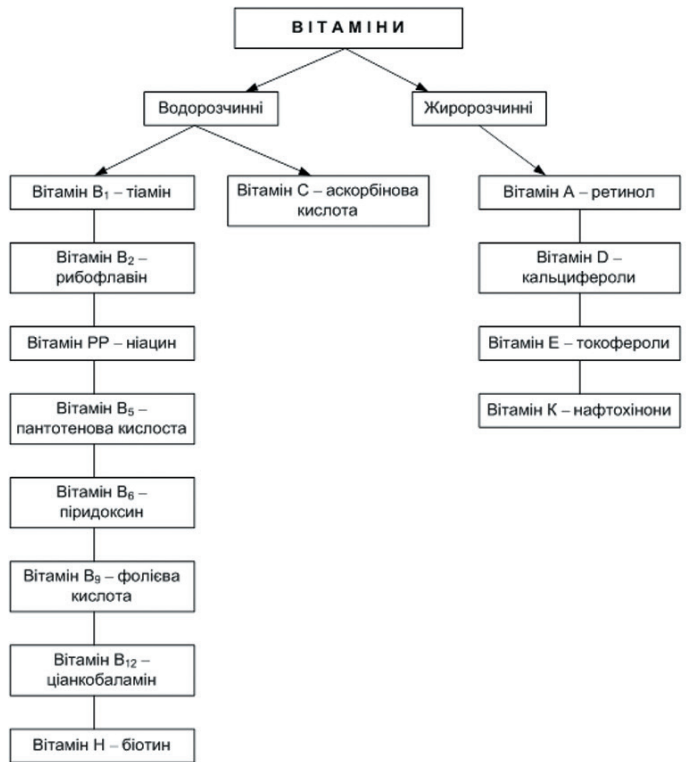 ВІТАМІНИ
Водорозчинні
Жиророзчинні
Вітамін B₁ – тіамін
Вітамін C – аскорбінова
кислота
Вітамін A – ретинол
Вітамін B₂ –
рибофлавін
Вітамін D –
кальцифероли
Вітамін PP – ніацин
Вітамін E – токофероли
Вітамін B₅ –
пантотенова кислоста
Вітамін K – нафтохінони
Вітамін B₆ –
піридоксин
Вітамін B₉ – фолієва
кислота
Вітамін B₁₂ –
ціанкобаламін
Вітамін H – біотин